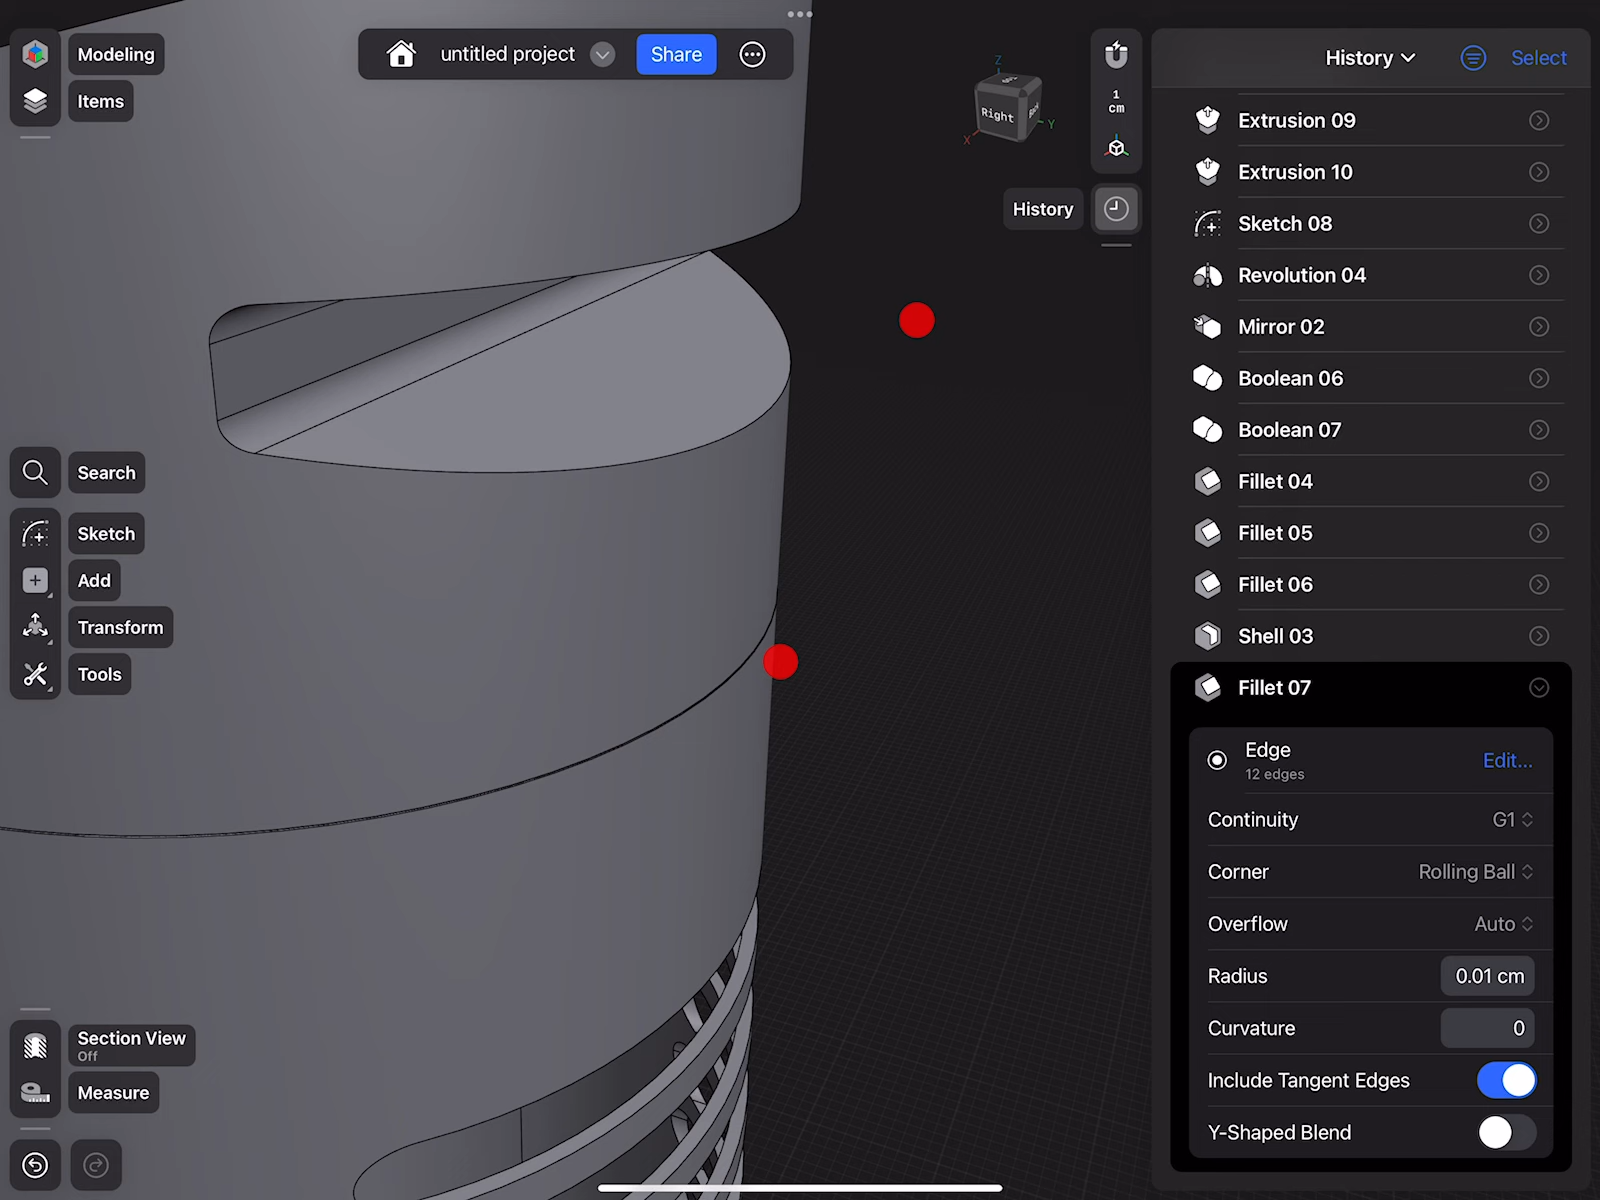 Modeling
Items
untitled project
Share
Z
Right
X
Y
1
cm
History
History
Select
Extrusion 09
Extrusion 10
Sketch 08
Revolution 04
Mirror 02
Boolean 06
Boolean 07
Fillet 04
Fillet 05
Fillet 06
Shell 03
Fillet 07
Edge
12 edges
Edit...
Continuity
G1
Corner
Rolling Ball
Overflow
Auto
Radius
0.01 cm
Curvature
0
Include Tangent Edges
Y-Shaped Blend
Search
Sketch
Add
Transform
Tools
Section View
Off
Measure